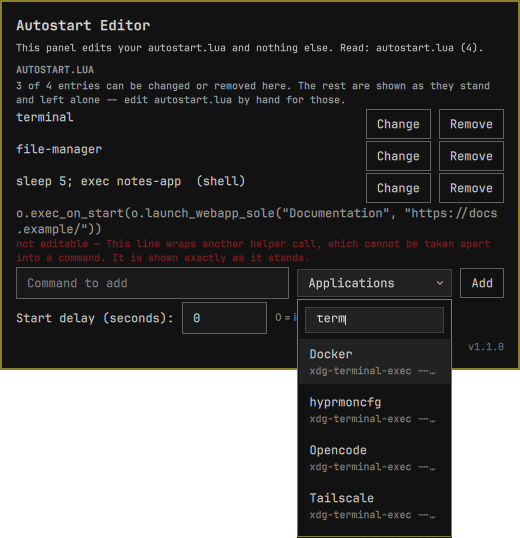 Autostart Editor
This panel edits your autostart.lua and nothing else. Read: autostart.lua (4).
AUTOSTART.LUA
3 of 4 entries can be changed or removed here. The rest are shown as they stand
and left alone -- edit autostart.lua by hand for those.
terminal
Change Remove
file-manager
Change Remove
sleep 5; exec notes-app (shell)
Change Remove
o.exec_on_start(o.launch_webapp_sole("Documentation", "https://docs
.example/"))
not editable — This line wraps another helper call, which cannot be taken apart
into a command. It is shown exactly as it stands.
Command to add
Applications
Add
Start delay (seconds): 0
0 =
term
v1.1.0
Docker
xdg-terminal-exec --…
hyprmoncfg
xdg-terminal-exec --…
Opencode
xdg-terminal-exec --…
Tailscale
xdg-terminal-exec --…